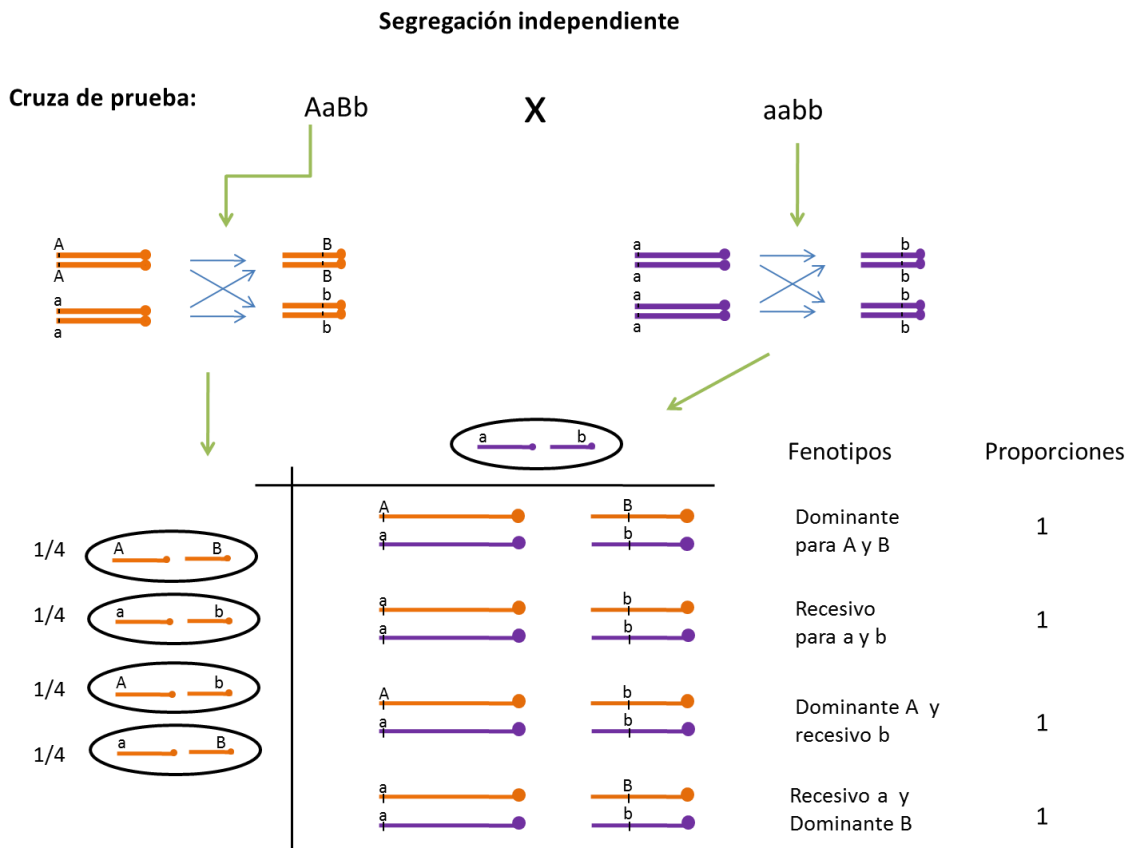 Segregación independiente
Cruza de prueba:
AaBb
X
aabb
A
A
a
a
B
B
b
b
a
a
a
a
b
b
b
b
a b
Fenotipos Proporciones
1/4
A B
1/4
a b
1/4
A b
1/4
a B
A B
a b
Dominante
para A y B
1
a b
a b
Recesivo
para a y b
1
A b
a b
Dominante A y
recesivo b
1
a B
a b
Recesivo a y
Dominante B
1